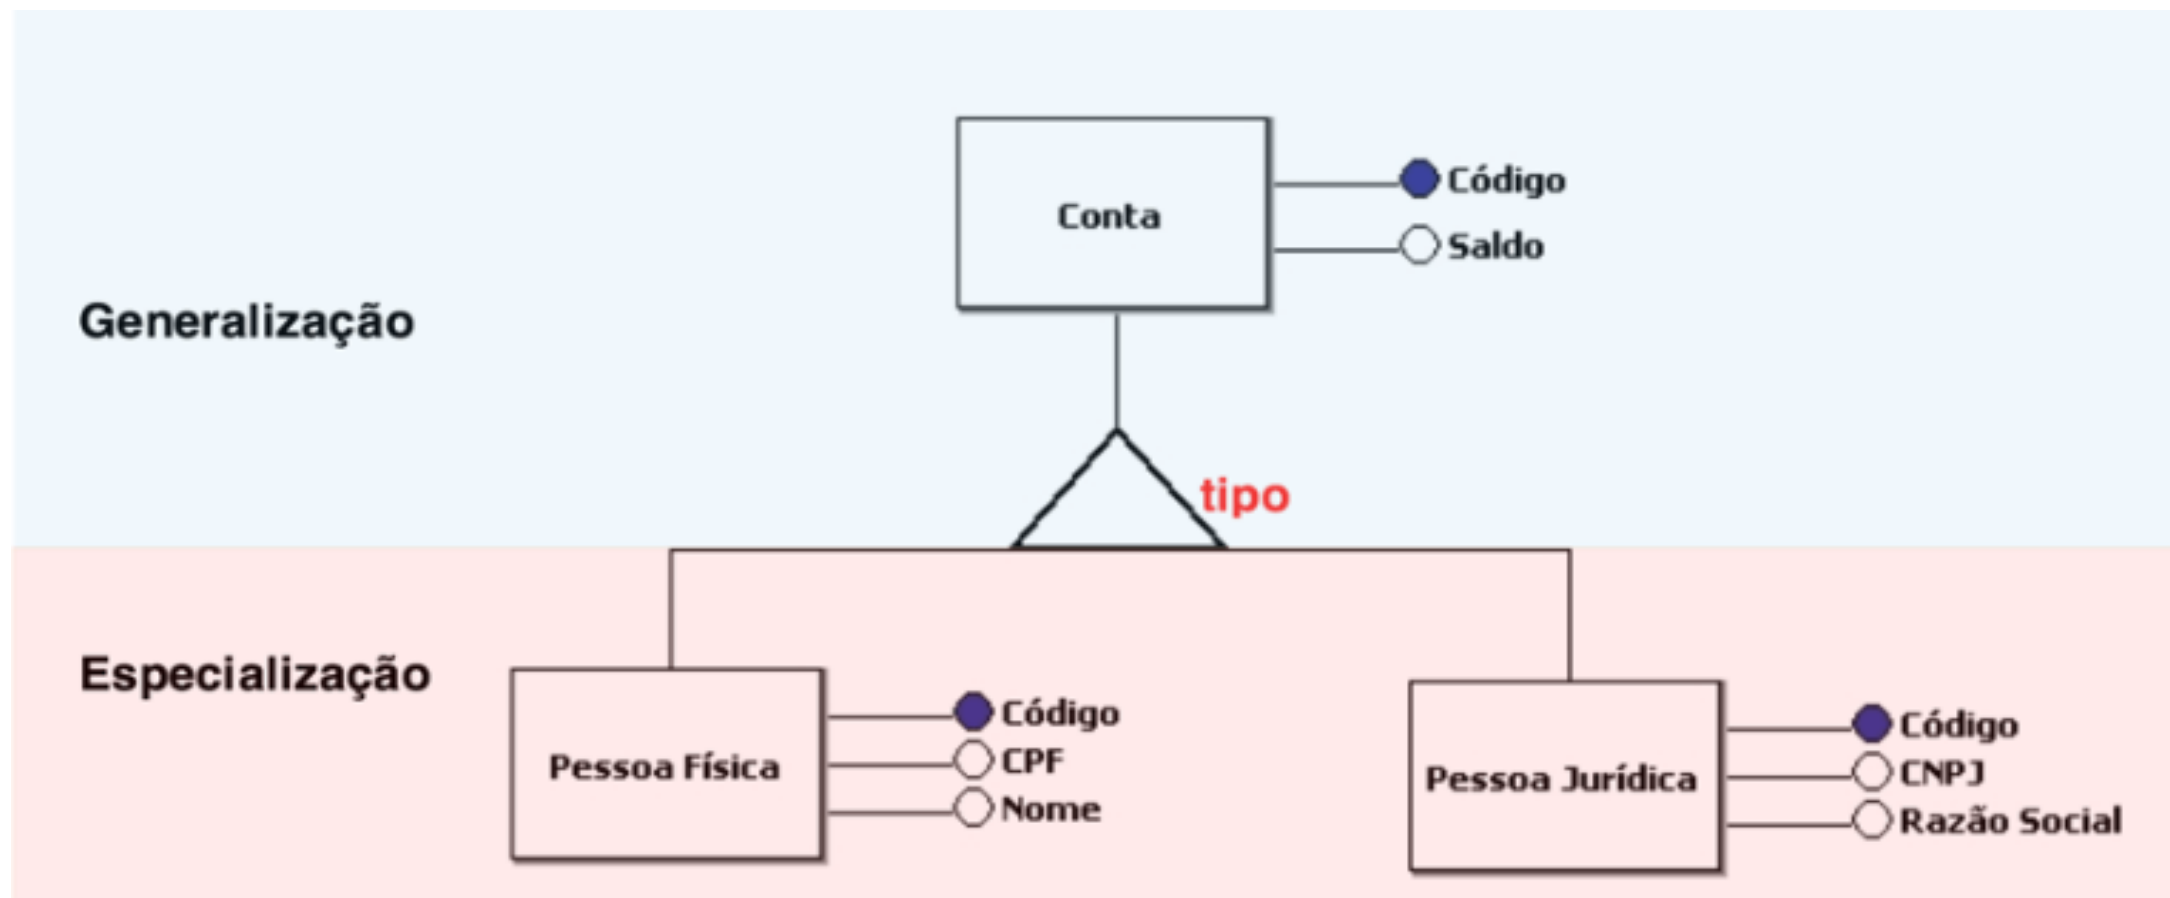 Código
Conta
Saldo
Generalização
tipo
Especialização
Código
CPF
Pessoa Física
Nome
Código
CNPJ
Pessoa Jurídica
Razão Social